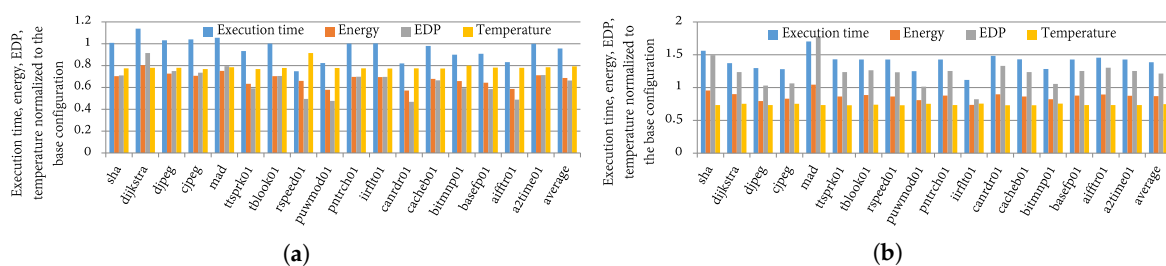 Execution time, energy, EDP,
temperature normalized to the
base configuration
1.2
1
0.8
0.6
0.4
0.2
0
Execution time
Energy
EDP
Temperature
sha
dijkstra
djpeg
cjpeg
mad
ttsprk01
tblook01
rspeed01
puwmod01
pntrch01
iirflt01
canrdr01
cacheb01
bitmnp01
basefp01
aifftr01
a2time01
average
(a)
Execution time, energy, EDP,
temperature normalized to
the base configuration
2
1.5
1
0.5
0
Execution time
Energy
EDP
Temperature
sha
dijkstra
djpeg
cjpeg
mad
ttsprk01
tblook01
rspeed01
puwmod01
pntrch01
iirflt01
canrdr01
cacheb01
bitmnp01
basefp01
aifftr01
a2time01
average
(b)